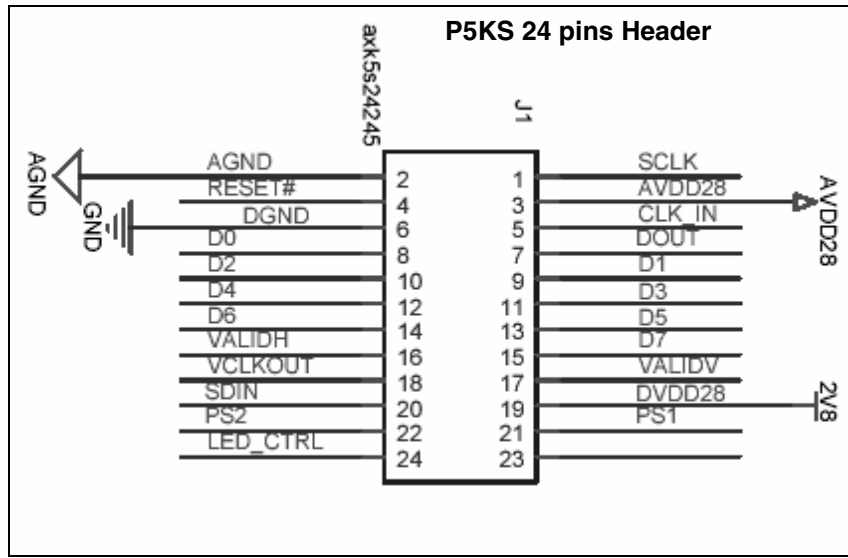 P5KS 24 pins Header
axk5s24245
J1
AGND 2 1 SCLK
RESET# 4 3 AVDD28
DGND 6 5 CLK_IN
D0 8 7 DOUT
D2 10 9 D1
D4 12 11 D3
D6 14 13 D5
VALIDH 16 15 D7
VCLKOUT 18 17 VALIDV
SDIN 20 19 DVDD28
PS2 22 21 PS1
LED_CTRL 24 23
AGND
GND
AVDD28
2V8